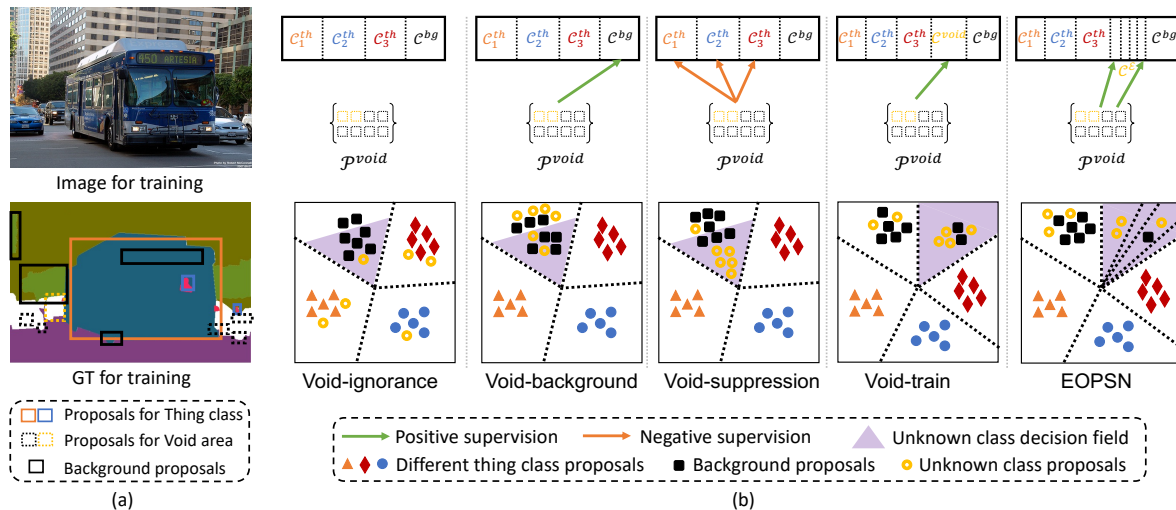 450 ARTESIA
Image for training
GT for training
Proposals for Thing class
Proposals for Void area
Background proposals
(a)
C₁ᵗʰ C₂ᵗʰ C₃ᵗʰ Cᵇᵍ
C₁ᵗʰ C₂ᵗʰ C₃ᵗʰ Cᵇᵍ
C₁ᵗʰ C₂ᵗʰ C₃ᵗʰ Cᵇᵍ
C₁ᵗʰ C₂ᵗʰ C₃ᵗʰ Cᵛᵒⁱᵈ Cᵇᵍ
C₁ᵗʰ C₂ᵗʰ C₃ᵗʰ Cᵋ Cᵇᵍ
𝒫ᵛᵒⁱᵈ
𝒫ᵛᵒⁱᵈ
𝒫ᵛᵒⁱᵈ
𝒫ᵛᵒⁱᵈ
𝒫ᵛᵒⁱᵈ
Void-ignorance
Void-background
Void-suppression
Void-train
EOPSN
Positive supervision
Negative supervision
Unknown class decision field
Different thing class proposals
Background proposals
Unknown class proposals
(b)